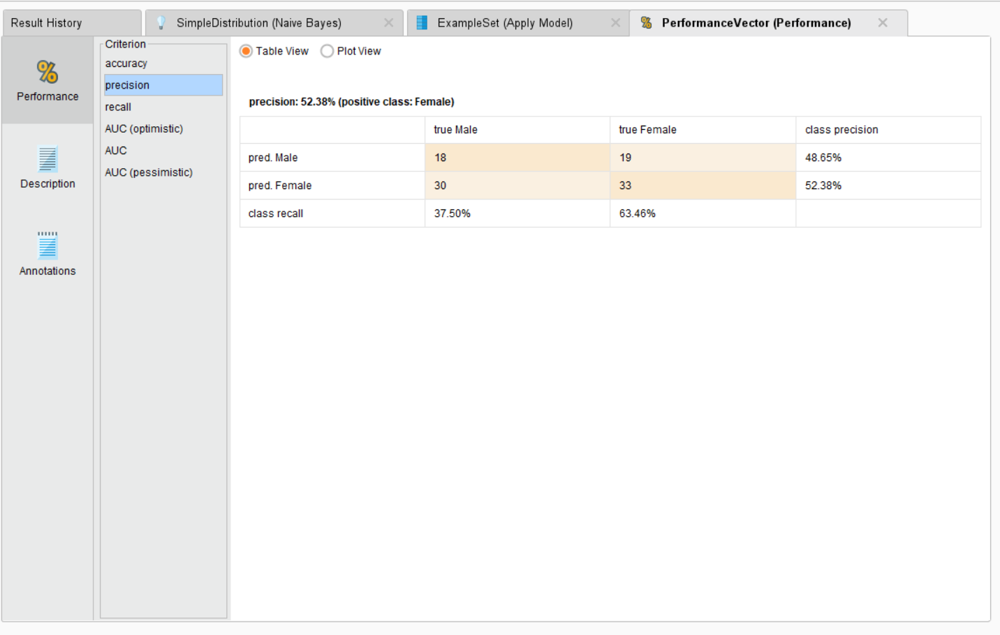 Result History
SimpleDistribution (Naive Bayes)
ExampleSet (Apply Model)
% PerformanceVector (Performance)
%
Performance
Description
Annotations
Criterion
accuracy
precision
recall
AUC (optimistic)
AUC
AUC (pessimistic)
Table View Plot View
precision: 52.38% (positive class: Female)
true Male true Female class precision
pred. Male 18 19 48.65%
pred. Female 30 33 52.38%
class recall 37.50% 63.46%